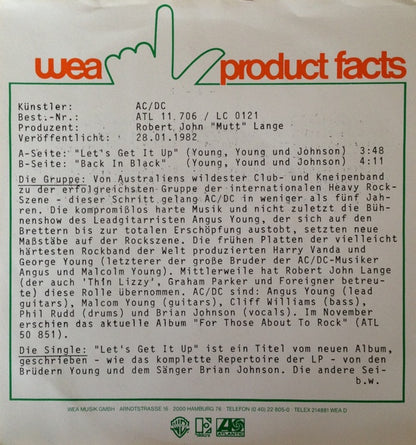 wea product facts
Künstler: AC/DC
Best.-Nr.: ATL 11.706 / LC 0121
Produzent: Robert John "Mutt" Lange
Veröffentlicht: 28.01.1982
A-Seite: "Let's Get It Up" (Young, Young und Johnson) 3:48
B-Seite: "Back In Black" (Young, Young und Johnson) 4:11
Die Gruppe: Von Australiens wildester Club- und Kneipenband
zu der erfolgreichsten Gruppe der internationalen Heavy Rock-
Szene - dieser Schritt gelang AC/DC in weniger als fünf Jah-
ren. Die kompromißlos harte Musik und nicht zuletzt die Büh-
nenshow des Leadgitarristen Angus Young, der sich auf den
Brettern bis zur totalen Erschöpfung austobt, setzten neue
Maßstäbe auf der Rockszene. Die frühen Platten der vielleicht
härtesten Rockband der Welt produzierten Harry Vanda und
George Young (letzterer der große Bruder der AC/DC-Musiker
Angus und Malcolm Young). Mittlerweile hat Robert John Lange
(der auch 'Thin Lizzy', Graham Parker und Foreigner betreu-
te) diese Rolle übernommen. AC/DC sind: Angus Young (lead
guitars), Malcom Young (guitars), Cliff Williams (bass),
Phil Rudd (drums) und Brian Johnson (vocals). Im November
erschien das aktuelle Album "For Those About To Rock" (ATL
50 851).
Die Single: "Let's Get It Up" ist ein Titel vom neuen Album,
geschrieben - wie das komplette Repertoire der LP - von den
Brüdern Young und dem Sänger Brian Johnson. Die andere Sei-
b.w.
WEA MUSIK GMBH · ARNDTSTRASSE 16 2000 HAMBURG 76 TELEFON (0 40) 22 805-0 TELEX 214881 WEA D
ATLANTIC